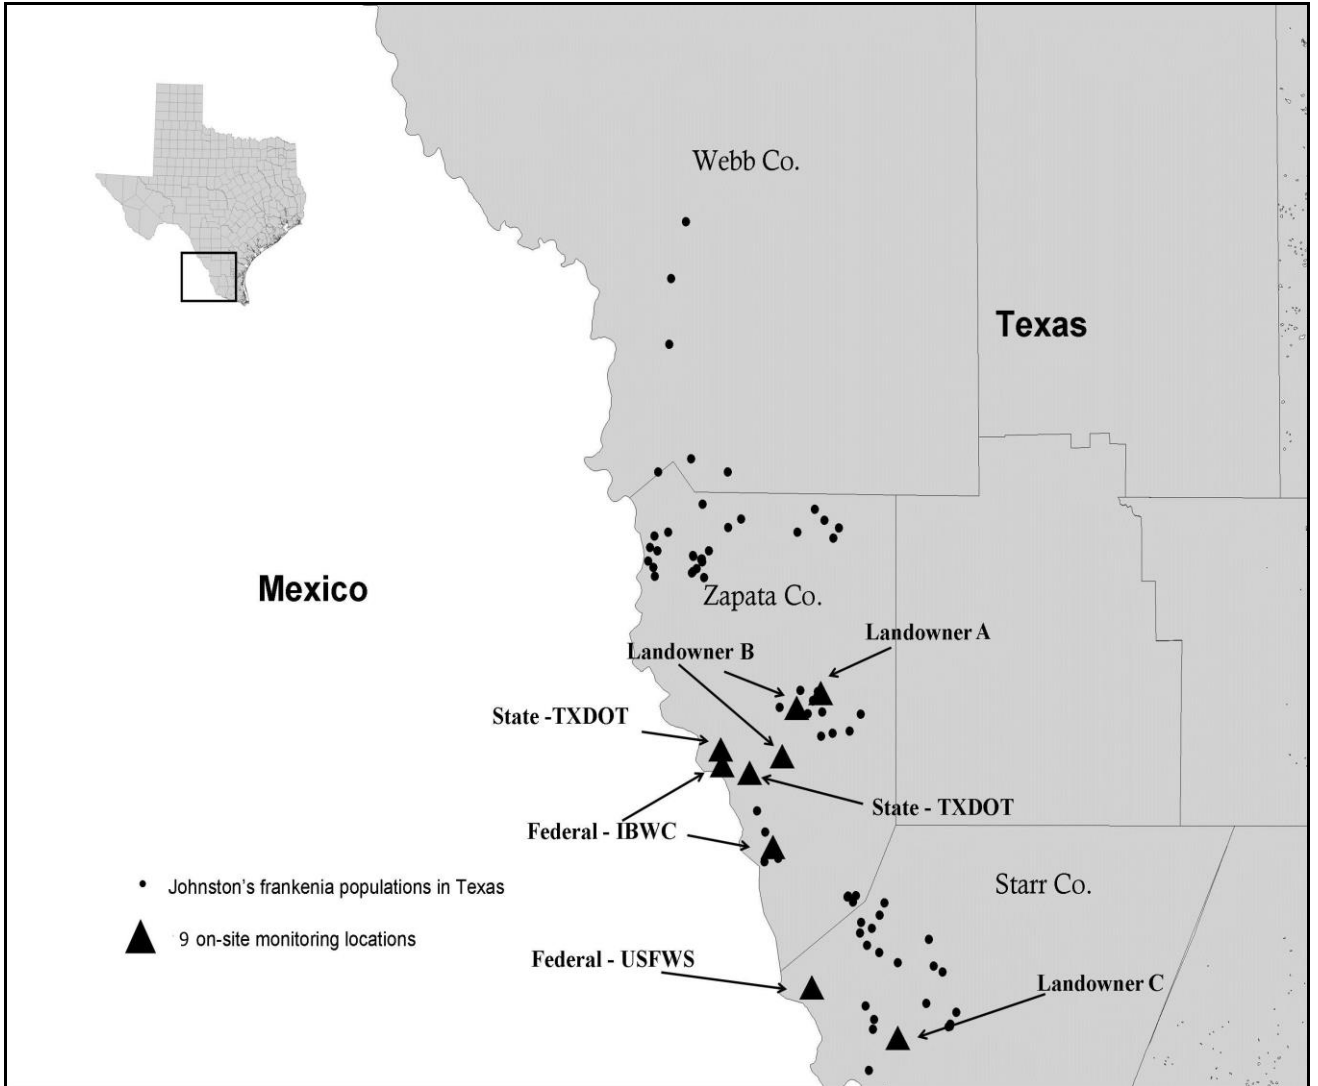 Webb Co.
Texas
Mexico
Zapata Co.
Landowner A
Landowner B
State -TXDOT
State - TXDOT
Federal - IBWC
Starr Co.
• Johnston's frankenia populations in Texas
9 on-site monitoring locations
Federal - USFWS
Landowner C